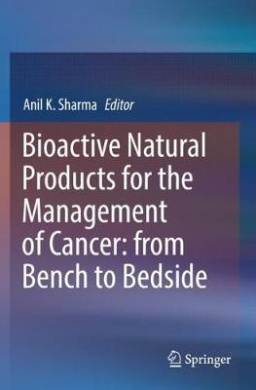 Anil K. Sharma Editor
Bioactive Natural
Products for the
Management
of Cancer: from
Bench to Bedside
Springer